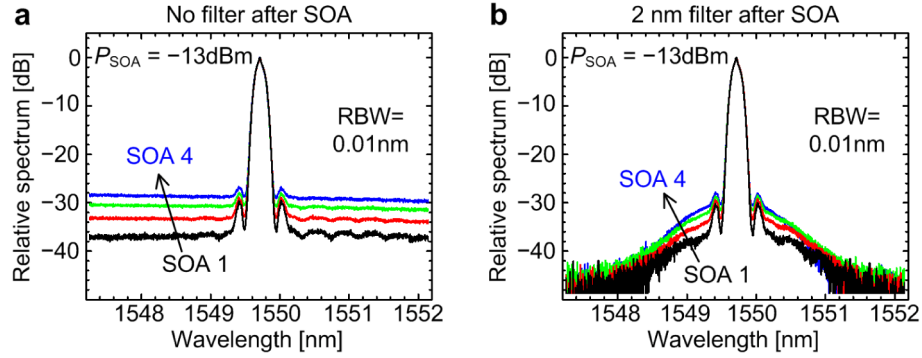 a No filter after SOA
Relative spectrum [dB]
0
−10
−20
−30
−40
P_SOA = −13dBm
RBW=
0.01nm
SOA 4
SOA 1
1548 1549 1550 1551 1552
Wavelength [nm]
b 2 nm filter after SOA
Relative spectrum [dB]
0
−10
−20
−30
−40
P_SOA = −13dBm
RBW=
0.01nm
SOA 4
SOA 1
1548 1549 1550 1551 1552
Wavelength [nm]